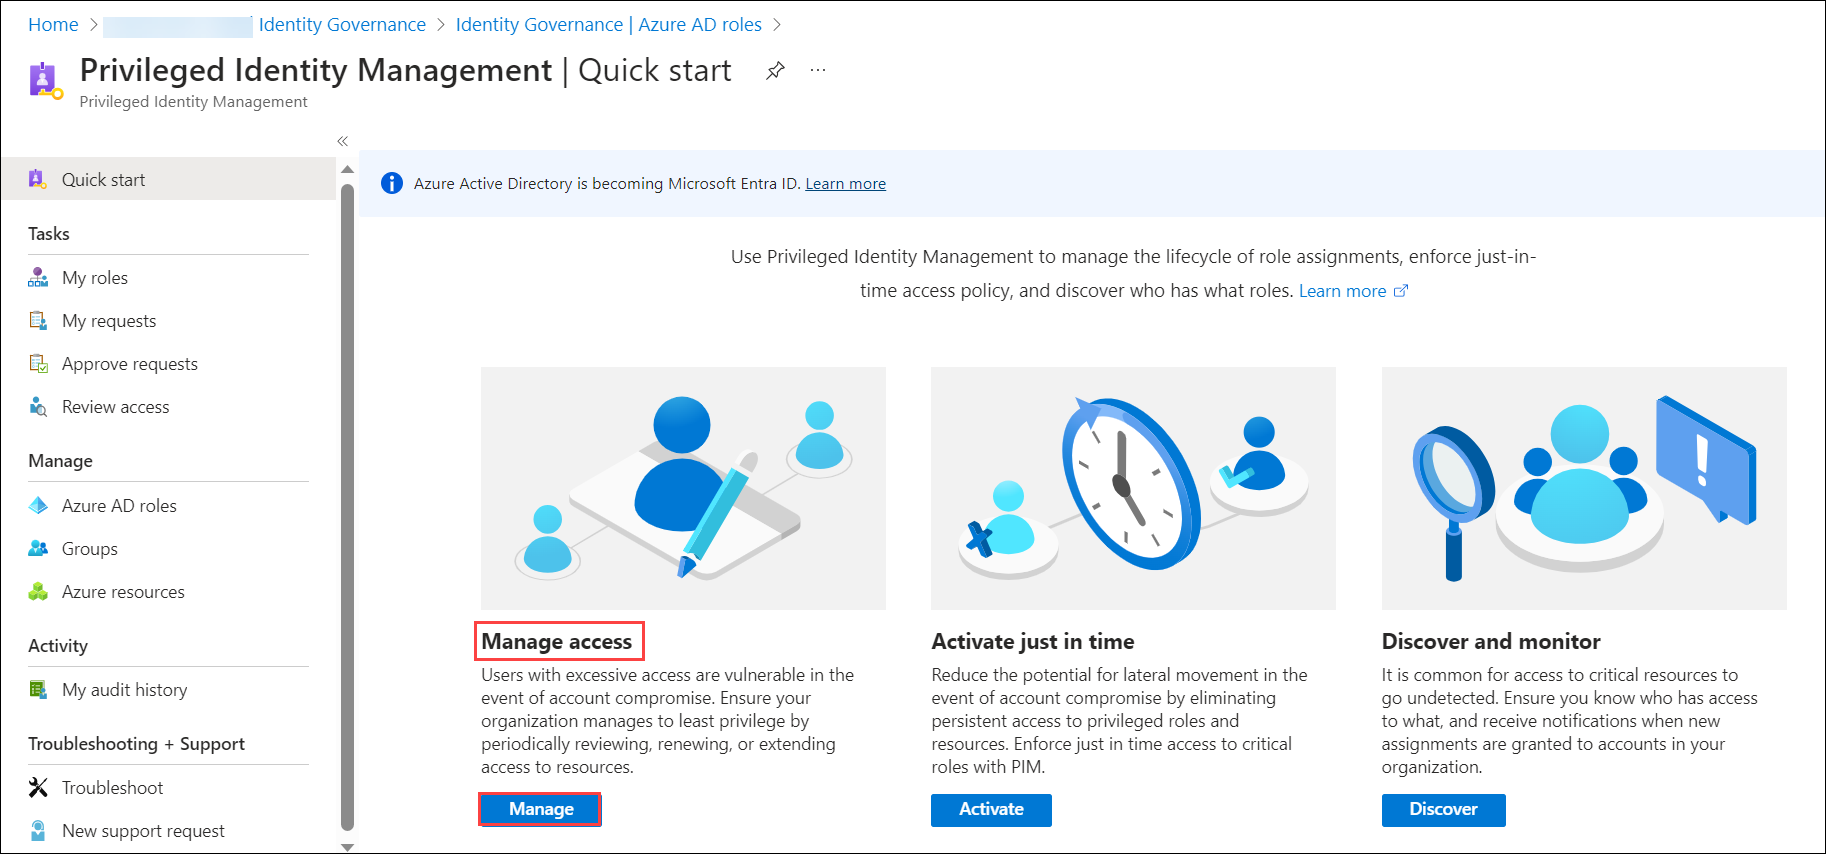 Home > Identity Governance > Identity Governance | Azure AD roles >
Privileged Identity Management | Quick start
Privileged Identity Management
Quick start
Tasks
My roles
My requests
Approve requests
Review access
Manage
Azure AD roles
Groups
Azure resources
Activity
My audit history
Troubleshooting + Support
Troubleshoot
New support request
Azure Active Directory is becoming Microsoft Entra ID. Learn more
Use Privileged Identity Management to manage the lifecycle of role assignments, enforce just-in-
time access policy, and discover who has what roles. Learn more
Manage access
Users with excessive access are vulnerable in the
event of account compromise. Ensure your
organization manages to least privilege by
periodically reviewing, renewing, or extending
access to resources.
Manage
Activate just in time
Reduce the potential for lateral movement in the
event of account compromise by eliminating
persistent access to privileged roles and
resources. Enforce just in time access to critical
roles with PIM.
Activate
Discover and monitor
It is common for access to critical resources to
go undetected. Ensure you know who has access
to what, and receive notifications when new
assignments are granted to accounts in your
organization.
Discover